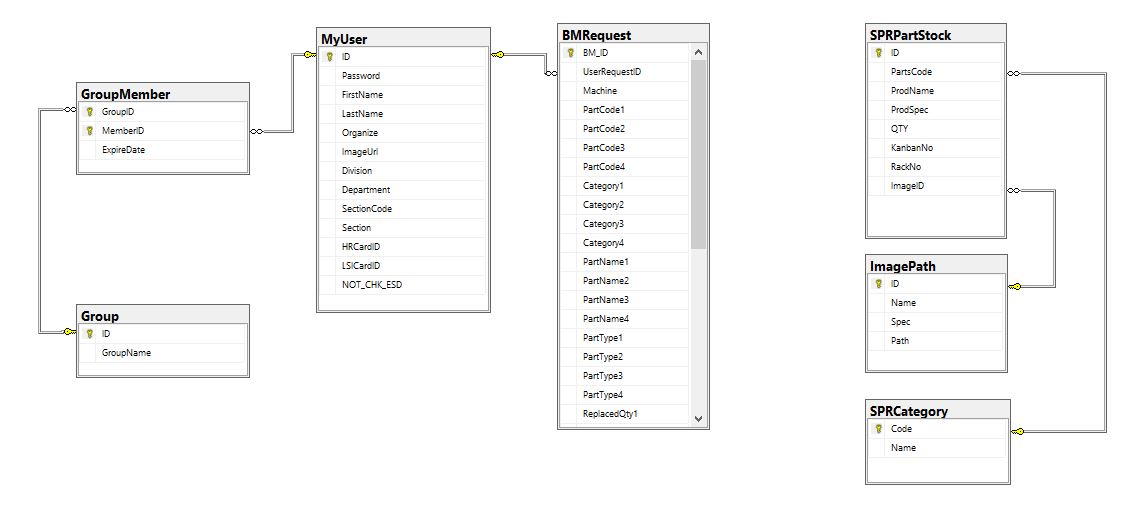 GroupMember
GroupID
MemberID
ExpireDate
Group
ID
GroupName
MyUser
ID
Password
FirstName
LastName
Organize
ImageUrl
Division
Department
SectionCode
Section
HRCardID
LSICardID
NOT_CHK_ESD
BMRequest
BM_ID
UserRequestID
Machine
PartCode1
PartCode2
PartCode3
PartCode4
Category1
Category2
Category3
Category4
PartName1
PartName2
PartName3
PartName4
PartType1
PartType2
PartType3
PartType4
ReplacedQty1
SPRPartStock
ID
PartsCode
ProdName
ProdSpec
QTY
KanbanNo
RackNo
ImageID
ImagePath
ID
Name
Spec
Path
SPRCategory
Code
Name